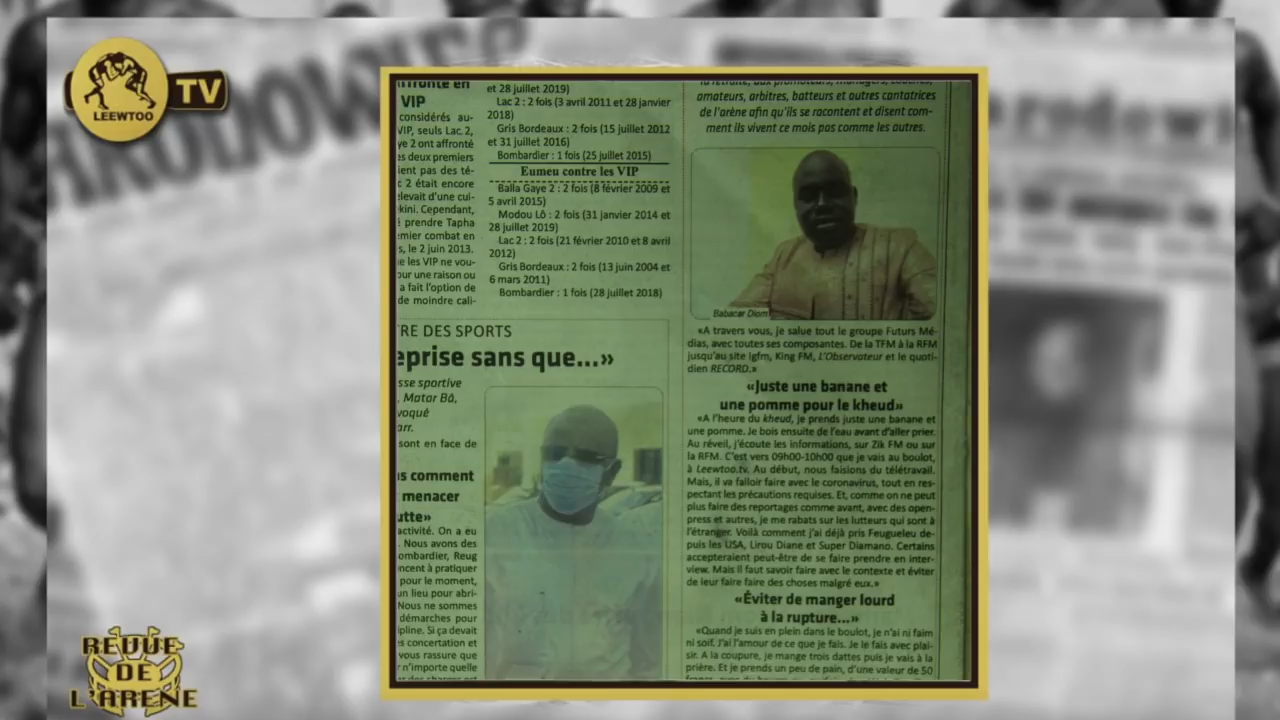 LEEWTOO
TV
affronte en
VIP
considérés au-
VIP, seuls Lac 2,
ye 2 ont affronté
es deux premiers
ient pas des té-
c 2 était encore
elevait d'une cui-
kini. Cependant,
prendre Tapha
emier combat en
s, le 2 juin 2013.
e les VIP ne vou-
our une raison ou
a fait l'option de
de moindre cali-
et 28 juillet 2019)
Lac 2 : 2 fois (3 avril 2011 et 28 janvier
2018)
Gris Bordeaux : 2 fois (15 juillet 2012
et 31 juillet 2016)
Bombardier : 1 fois (25 juillet 2015)
Eumeu contre les VIP
Balla Gaye 2 : 2 fois (8 février 2009 et
5 avril 2015)
Modou Lô : 2 fois (31 janvier 2014 et
28 juillet 2019)
Lac 2 : 2 fois (21 février 2010 et 8 avril
2012)
Gris Bordeaux : 2 fois (13 juin 2004 et
6 mars 2011)
Bombardier : 1 fois (28 juillet 2018)
TRE DES SPORTS
eprise sans que...»
sse sportive
. Matar Bâ,
voqué
arr.
sont en face de
us comment
menacer
utte»
activité. On a eu
. Nous avons des
ombardier, Reug
encent à pratiquer
pour le moment,
un lieu pour abri-
Nous ne sommes
démarches pour
ipline. Si ça devait
es concertation et
vous rassure que
r n'importe quelle
la retraite, aux promoteurs, managers,
amateurs, arbitres, batteurs et autres cantatrices
de l'arène afin qu'ils se racontent et disent com-
ment ils vivent ce mois pas comme les autres.
Babacar Diom
«A travers vous, je salue tout le groupe Futurs Mé-
dias, avec toutes ses composantes. De la TFM à la RFM
jusqu'au site Igfm, King FM, L'Observateur et le quoti-
dien RECORD.»
«Juste une banane et
une pomme pour le kheud»
«A l'heure du kheud, je prends juste une banane et
une pomme. Je bois ensuite de l'eau avant d'aller prier.
Au réveil, j'écoute les informations, sur Zik FM ou sur
la RFM. C'est vers 09h00-10h00 que je vais au boulot,
à Leewtoo.tv. Au début, nous faisions du télétravail.
Mais, il va falloir faire avec le coronavirus, tout en res-
pectant les précautions requises. Et, comme on ne peut
plus faire des reportages comme avant, avec des open-
press et autres, je me rabats sur les lutteurs qui sont à
l'étranger. Voilà comment j'ai déjà pris Feugueleu de-
puis les USA, Lirou Diane et Super Diamano. Certains
accepteraient peut-être de se faire prendre en inter-
view. Mais il faut savoir faire avec le contexte et éviter
de leur faire faire des choses malgré eux.»
«Éviter de manger lourd
à la rupture...»
«Quand je suis en plein dans le boulot, je n'ai ni faim
ni soif. J'ai l'amour de ce que je fais. Je le fais avec plai-
sir. A la coupure, je mange trois dattes puis je vais à la
prière. Et je prends un peu de pain, d'une valeur de 50
REVUE
DE
L'ARENE